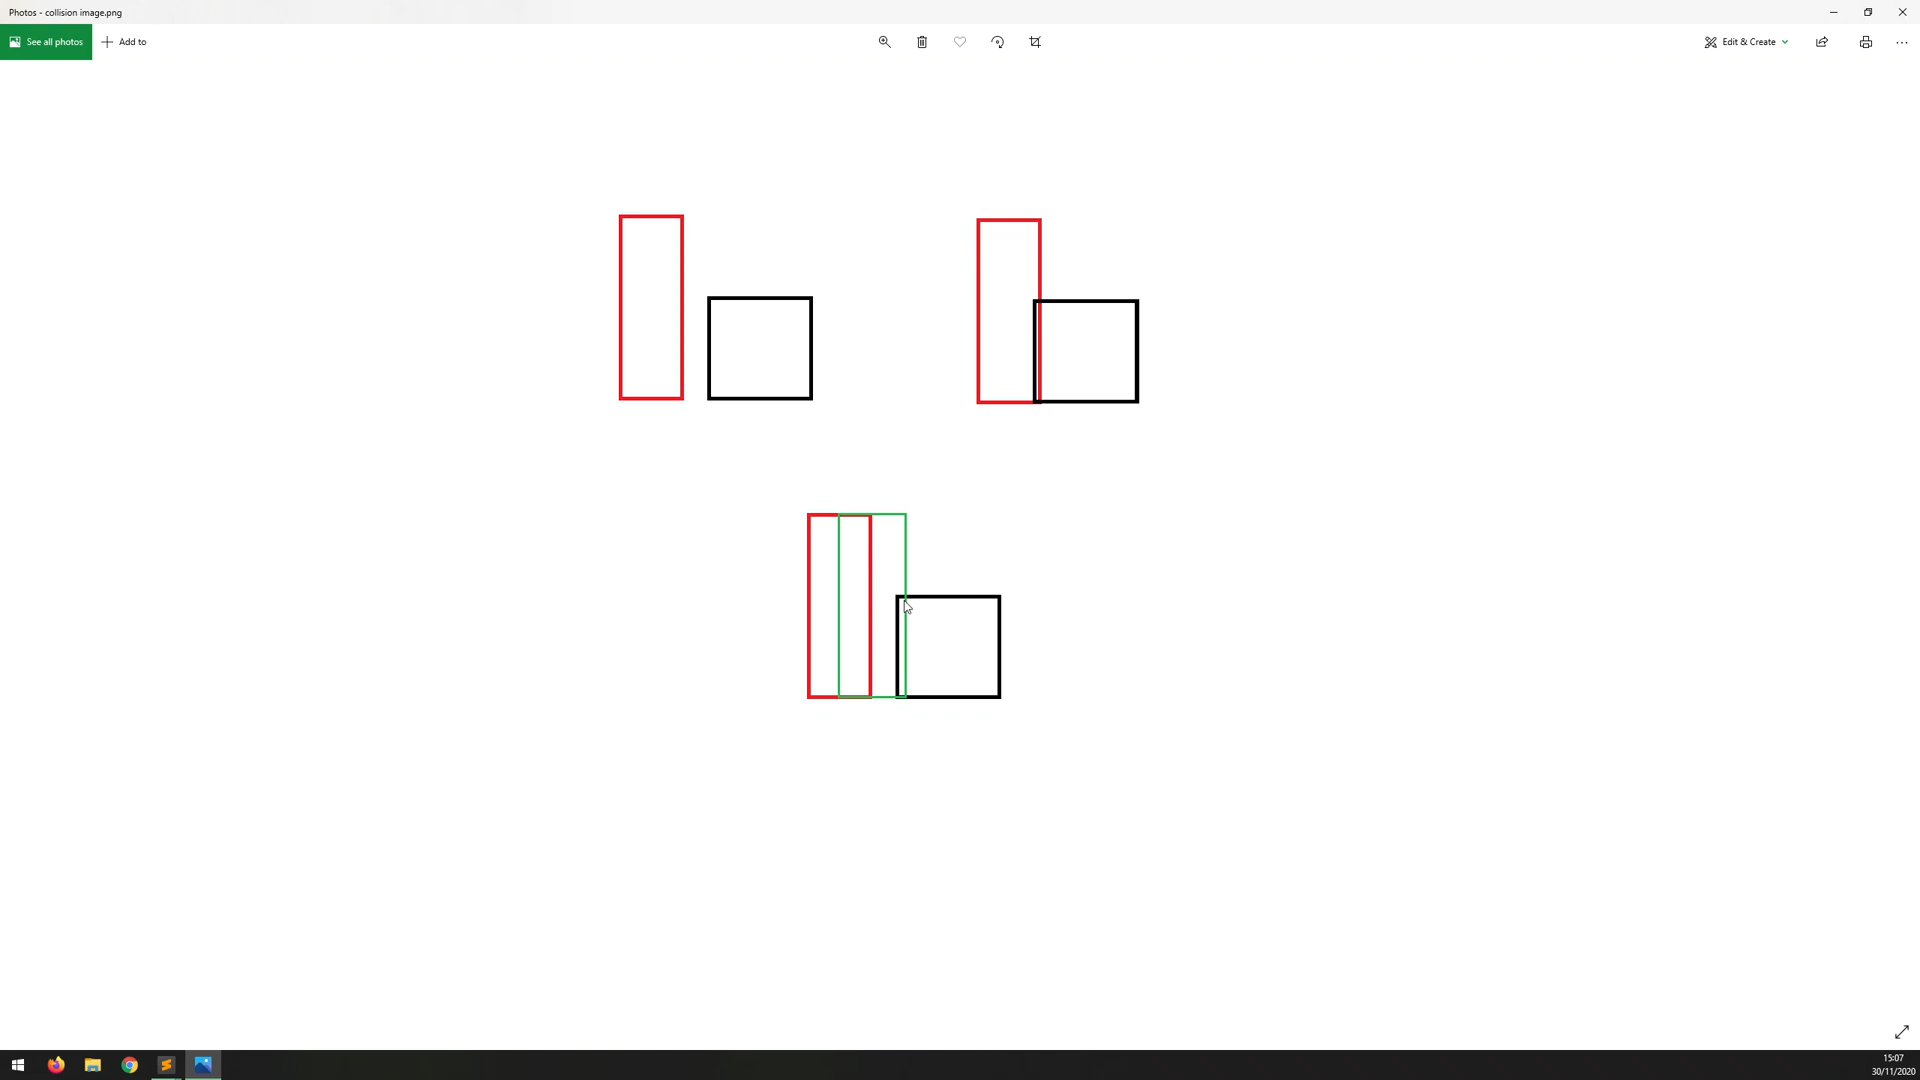 Photos - collision image.png
See all photos
Add to
Edit & Create
15:07
30/11/2020